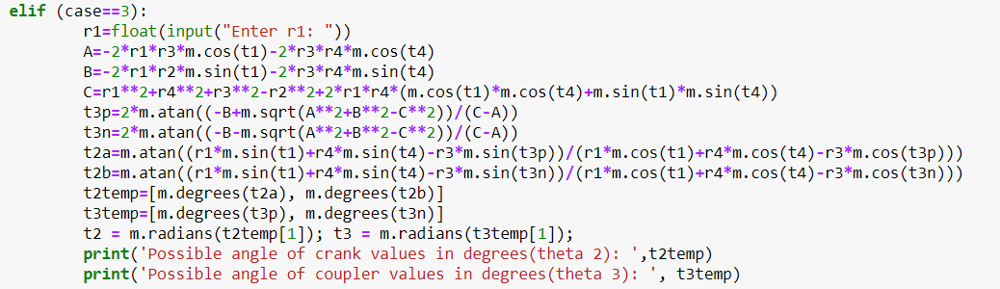 elif (case==3):
r1=float(input("Enter r1: "))
A=-2*r1*r3*m.cos(t1)-2*r3*r4*m.cos(t4)
B=-2*r1*r2*m.sin(t1)-2*r3*r4*m.sin(t4)
C=r1**2+r4**2+r3**2-r2**2+2*r1*r4*(m.cos(t1)*m.cos(t4)+m.sin(t1)*m.sin(t4))
t3p=2*m.atan((-B+m.sqrt(A**2+B**2-C**2))/(C-A))
t3n=2*m.atan((-B-m.sqrt(A**2+B**2-C**2))/(C-A))
t2a=m.atan((r1*m.sin(t1)+r4*m.sin(t4)-r3*m.sin(t3p))/(r1*m.cos(t1)+r4*m.cos(t4)-r3*m.cos(t3p)))
t2b=m.atan((r1*m.sin(t1)+r4*m.sin(t4)-r3*m.sin(t3n))/(r1*m.cos(t1)+r4*m.cos(t4)-r3*m.cos(t3n)))
t2temp=[m.degrees(t2a), m.degrees(t2b)]
t3temp=[m.degrees(t3p), m.degrees(t3n)]
t2 = m.radians(t2temp[1]); t3 = m.radians(t3temp[1]);
print('Possible angle of crank values in degrees(theta 2): ',t2temp)
print('Possible angle of coupler values in degrees(theta 3): ', t3temp)